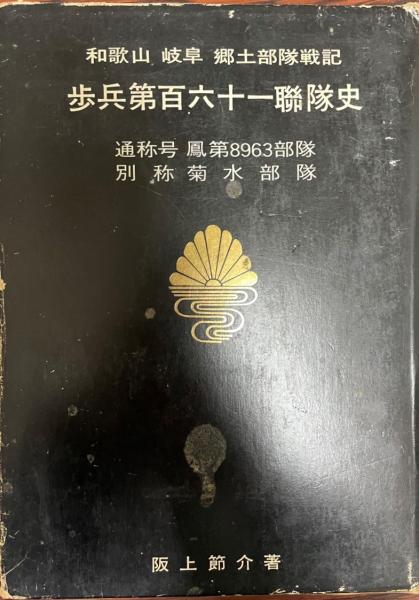 和歌山 岐阜 郷土部隊戦記
歩兵第百六十一聯隊史
通称号 鳳第8963部隊
別称 菊水部隊
阪上節介著